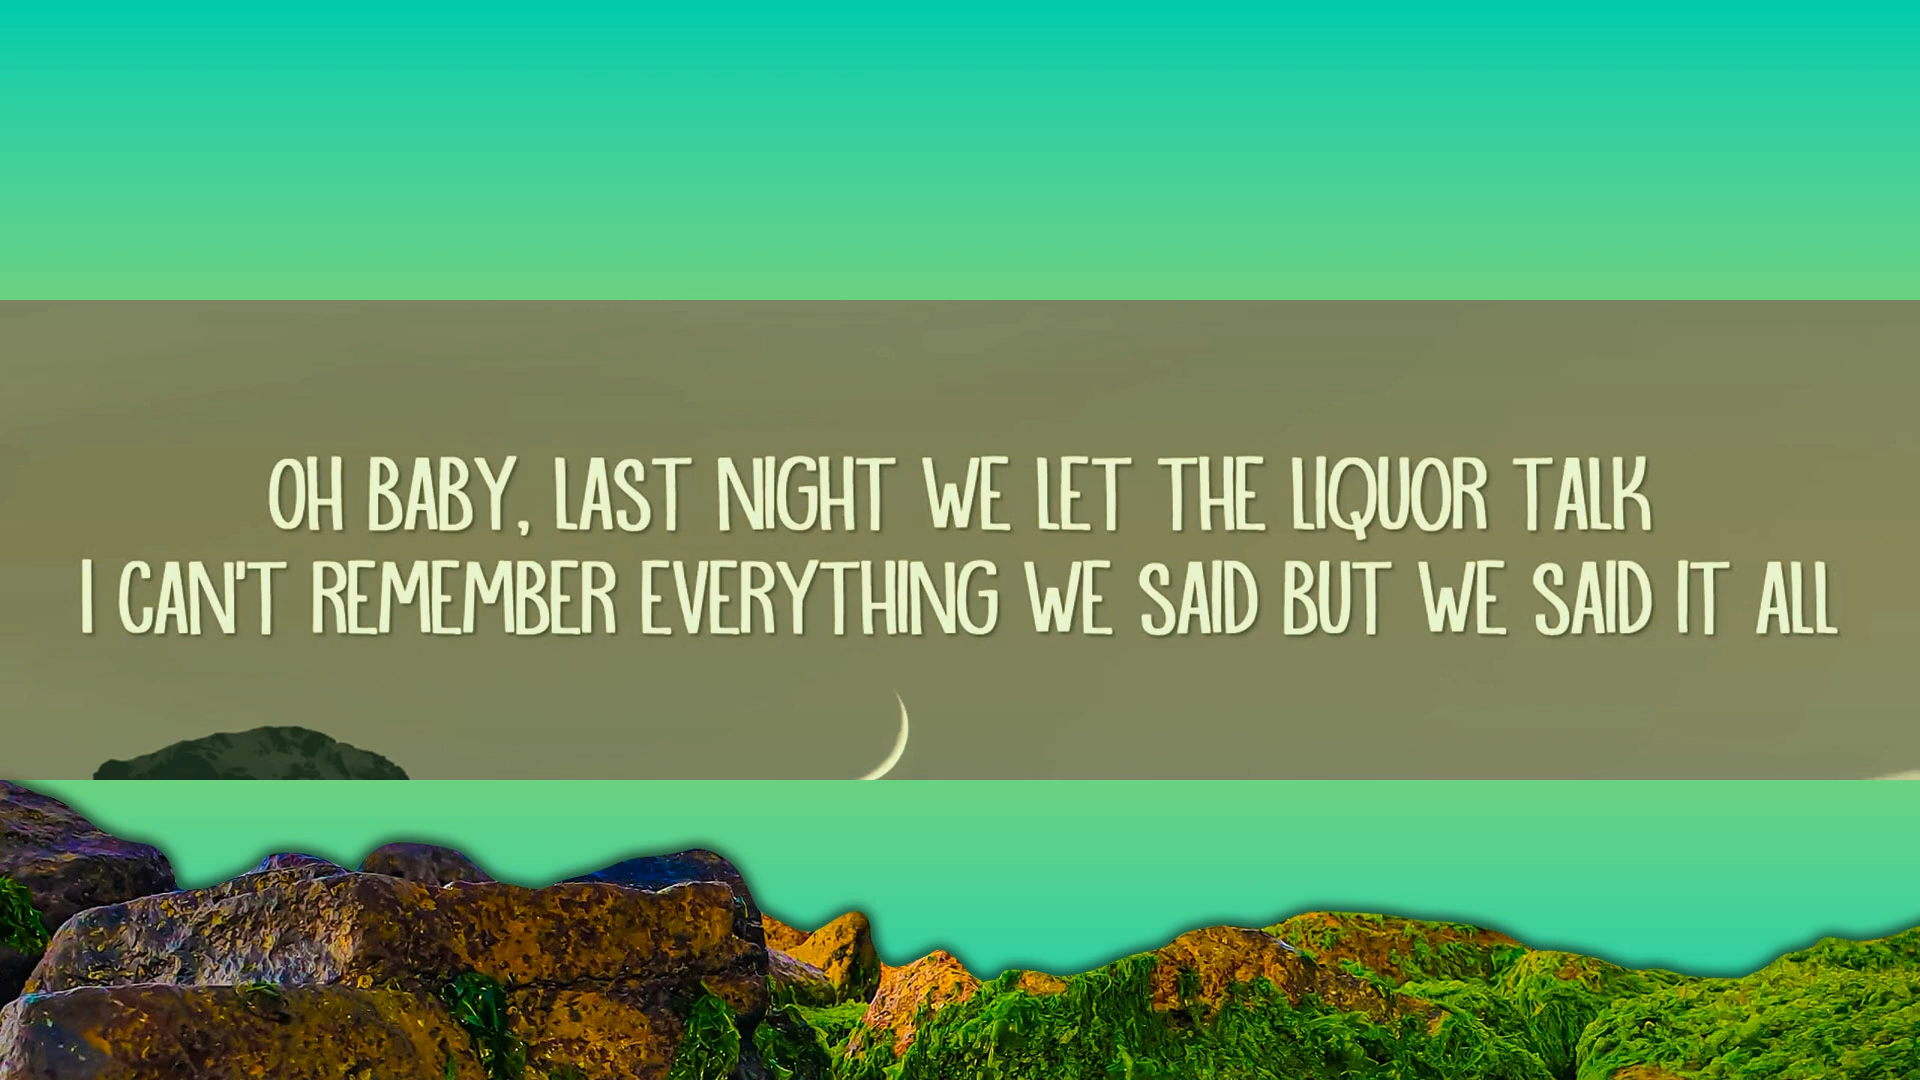 OH BABY, LAST NIGHT WE LET THE LIQUOR TALK
I CAN'T REMEMBER EVERYTHING WE SAID BUT WE SAID IT ALL